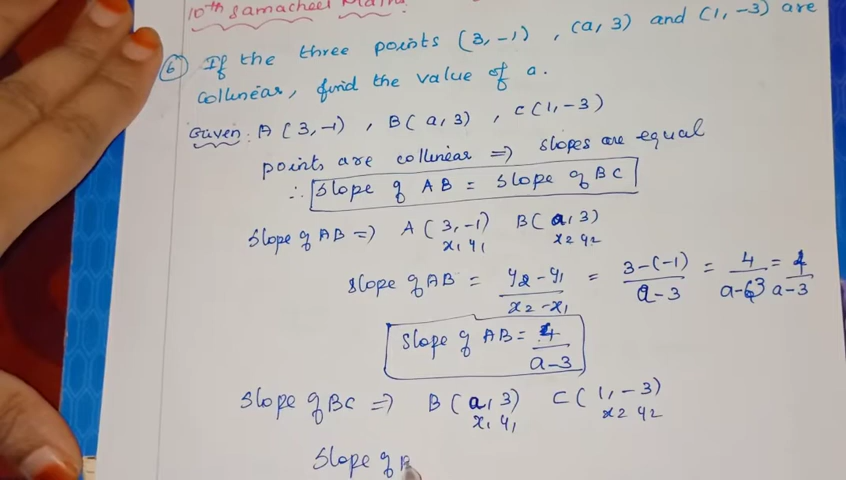 10th Samacheer Maths
⑥ If the three points (3, -1) , (a, 3) and (1, -3) are
collinear, find the value of a.
Given: A (3, -1) , B (a, 3) , C (1, -3)
points are collinear ⇒ slopes are equal
∴ Slope of AB = Slope of BC
Slope of AB ⇒ A (3, -1) B (a, 3)
x₁ y₁ x₂ y₂
Slope of AB = y₂-y₁/x₂-x₁ = 3-(-1)/a-3 = 4/a-3 = 4/a-3
Slope of AB = 4/a-3
Slope of BC ⇒ B (a, 3) C (1, -3)
x₁ y₁ x₂ y₂
Slope of B